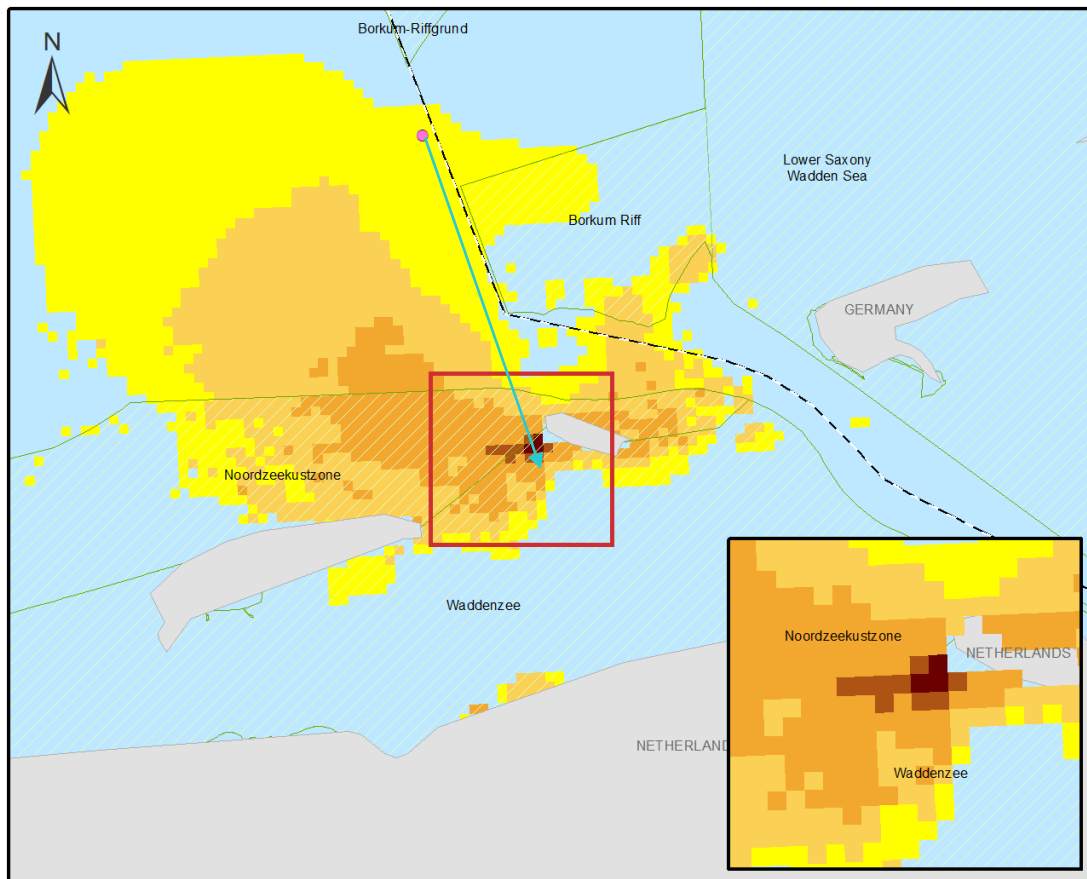 Borkum-Riffgrund
N
Lower Saxony
Wadden Sea
Borkum Riff
GERMANY
Noordzeekustzone
Waddenzee
NETHERLAND
Noordzeekustzone
NETHERLANDS
Waddenzee